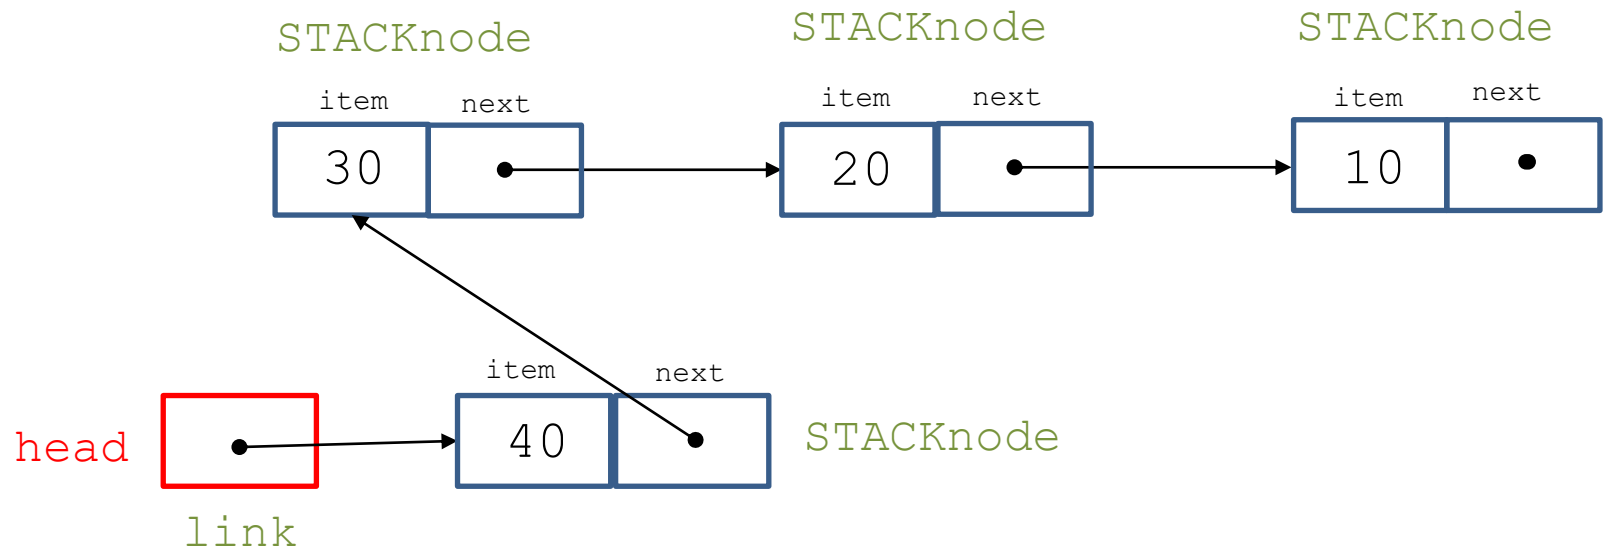 STACKnode STACKnode STACKnode
item next item next item next
30 20 10
item next
head 40 STACKnode
link